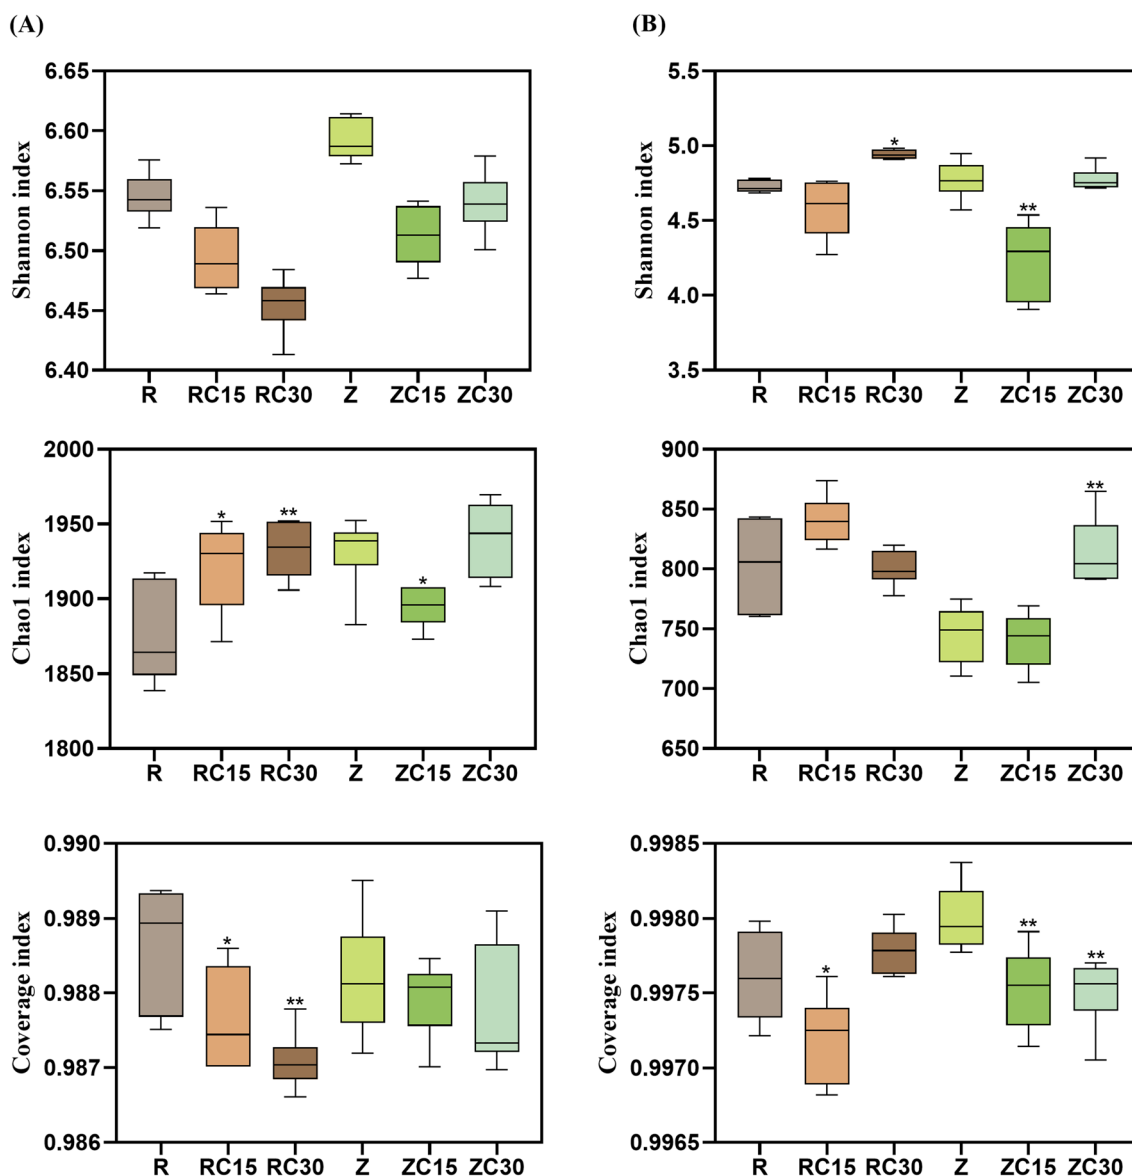 (A)
Shannon index
6.65
6.60
6.55
6.50
6.45
6.40
R RC15 RC30 Z ZC15 ZC30
Chao1 index
2000
1950
1900
1850
1800
* ** *
R RC15 RC30 Z ZC15 ZC30
Coverage index
0.990
0.989
0.988
0.987
0.986
* **
R RC15 RC30 Z ZC15 ZC30
(B)
Shannon index
5.5
5.0
4.5
4.0
3.5
* **
R RC15 RC30 Z ZC15 ZC30
Chao1 index
900
850
800
750
700
650
**
R RC15 RC30 Z ZC15 ZC30
Coverage index
0.9985
0.9980
0.9975
0.9970
0.9965
* ** **
R RC15 RC30 Z ZC15 ZC30